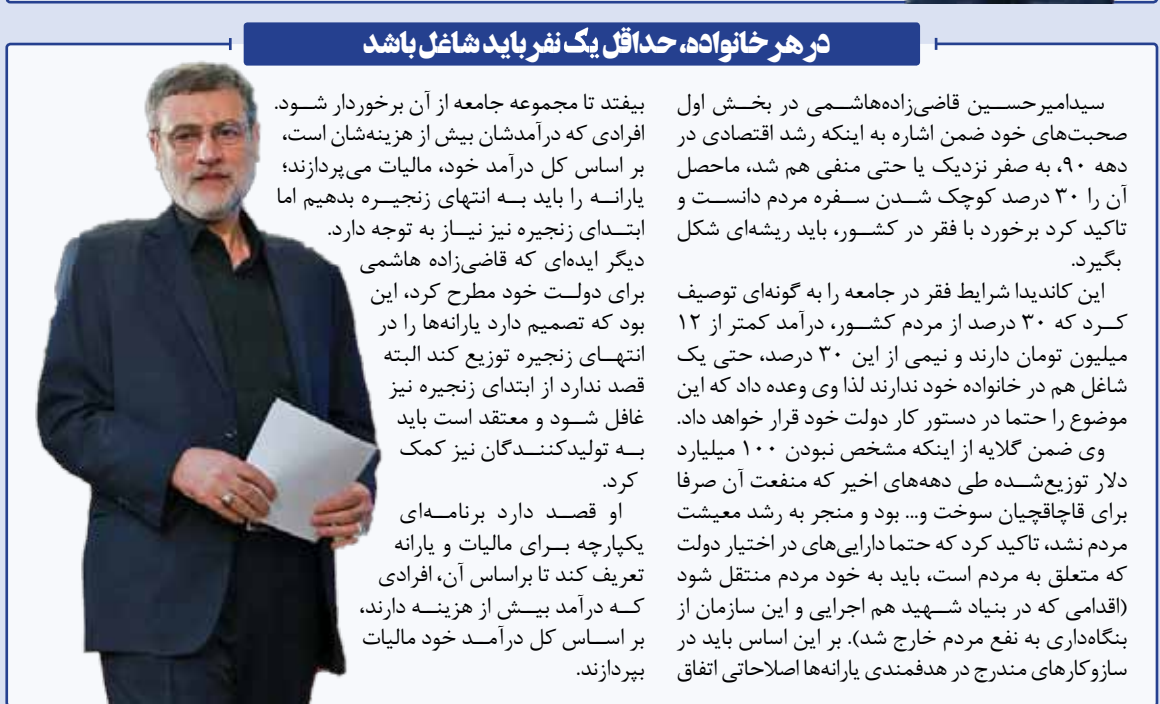 در هر خانواده، حداقل یک نفر باید شاغل باشد
سیدامیرحسین قاضی‌زاده‌هاشمی در بخش اول
صحبت‌های خود ضمن اشاره به اینکه رشد اقتصادی در
دهه ۹۰، به صفر نزدیک یا حتی منفی هم شد، ماحصل
آن را ۳۰ درصد کوچک شدن سفره مردم دانست و
تاکید کرد برخورد با فقر در کشور، باید ریشه‌ای شکل
بگیرد.
این کاندیدا شرایط فقر در جامعه را به گونه‌ای توصیف
کرد که ۳۰ درصد از مردم کشور، درآمد کمتر از ۱۲
میلیون تومان دارند و نیمی از این ۳۰ درصد، حتی یک
شاغل هم در خانواده خود ندارند لذا وی وعده داد که این
موضوع را حتما در دستور کار دولت خود قرار خواهد داد.
وی ضمن گلایه از اینکه مشخص نبودن ۱۰۰ میلیارد
دلار توزیع‌شده طی دهه‌های اخیر که منفعت آن صرفا
برای قاچاقچیان سوخت و... بود و منجر به رشد معیشت
مردم نشد، تاکید کرد که حتما دارایی‌های در اختیار دولت
که متعلق به مردم است، باید به خود مردم منتقل شود
(اقدامی که در بنیاد شهید هم اجرایی و این سازمان از
بنگاه‌داری به نفع مردم خارج شد). بر این اساس باید در
سازوکارهای مندرج در هدفمندی یارانه‌ها اصلاحاتی اتفاق
بیفتد تا مجموعه جامعه از آن برخوردار شود.
افرادی که درآمدشان بیش از هزینه‌شان است،
بر اساس کل درآمد خود، مالیات می‌پردازند؛
یارانه را باید به انتهای زنجیره بدهیم اما
ابتدای زنجیره نیز نیاز به توجه دارد.
دیگر ایده‌ای که قاضی‌زاده هاشمی
برای دولت خود مطرح کرد، این
بود که تصمیم دارد یارانه‌ها را در
انتهای زنجیره توزیع کند البته
قصد ندارد از ابتدای زنجیره نیز
غافل شود و معتقد است باید
به تولیدکنندگان نیز کمک
کرد.
او قصد دارد برنامه‌ای
یکپارچه برای مالیات و یارانه
تعریف کند تا براساس آن، افرادی
که درآمد بیش از هزینه دارند،
بر اساس کل درآمد خود مالیات
بپردازند.